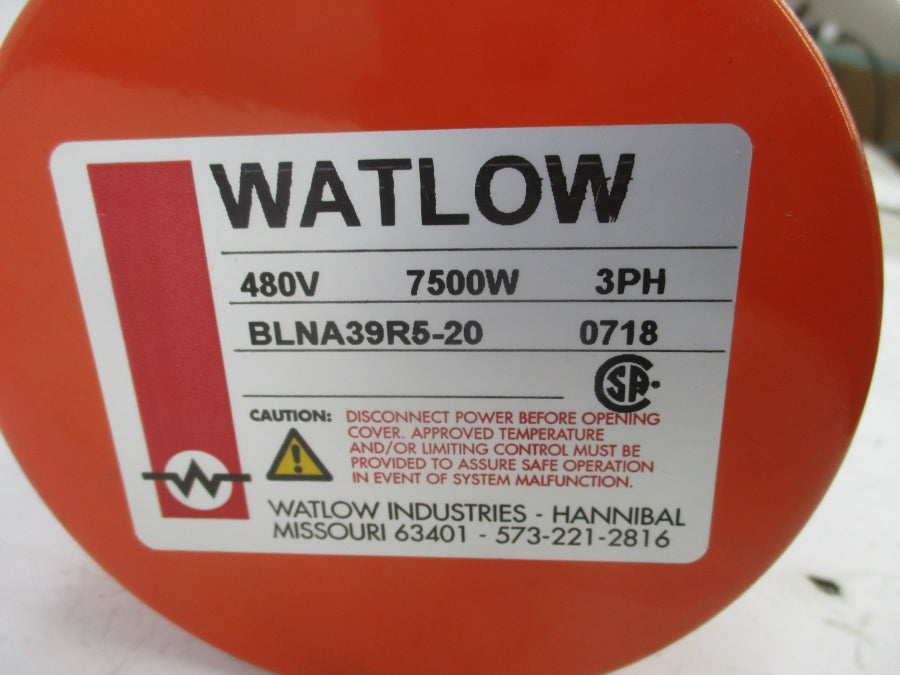 WATLOW
480V 7500W 3PH
BLNA39R5-20 0718
SA
CAUTION: DISCONNECT POWER BEFORE OPENING
COVER. APPROVED TEMPERATURE
AND/OR LIMITING CONTROL MUST BE
PROVIDED TO ASSURE SAFE OPERATION
IN EVENT OF SYSTEM MALFUNCTION.
!
W
WATLOW INDUSTRIES - HANNIBAL
MISSOURI 63401 - 573-221-2816